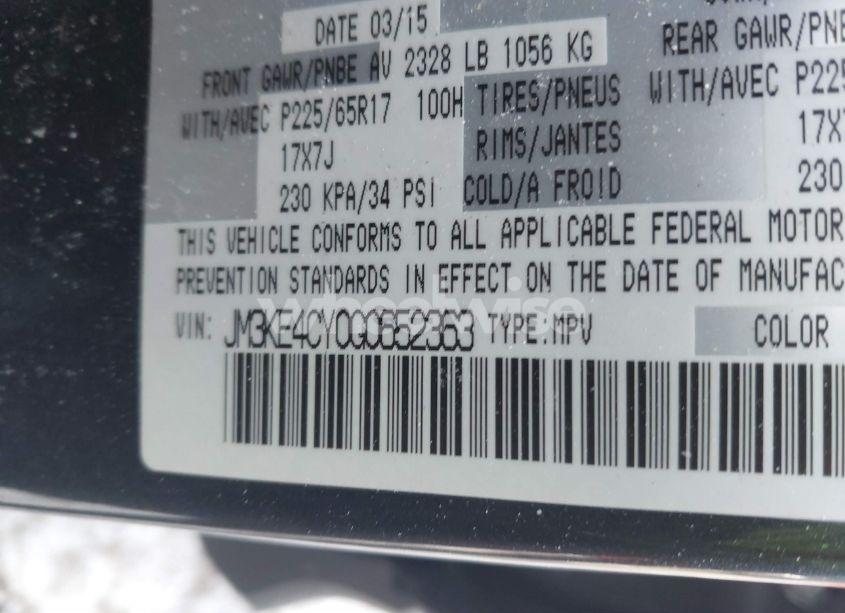 DATE 03/15
FRONT GAWR/PNBE AV 2328 LB 1056 KG
REAR GAWR/PNBE
WITH/AVEC P225/65R17 100H TIRES/PNEUS WITH/AVEC P225
17X7J RIMS/JANTES 17X7
230 KPA/34 PSI COLD/A FROID 230
THIS VEHICLE CONFORMS TO ALL APPLICABLE FEDERAL MOTOR
PREVENTION STANDARDS IN EFFECT ON THE DATE OF MANUFAC
VIN: JM3KE4CY0G0652363 TYPE:MPV COLOR
wheelwise